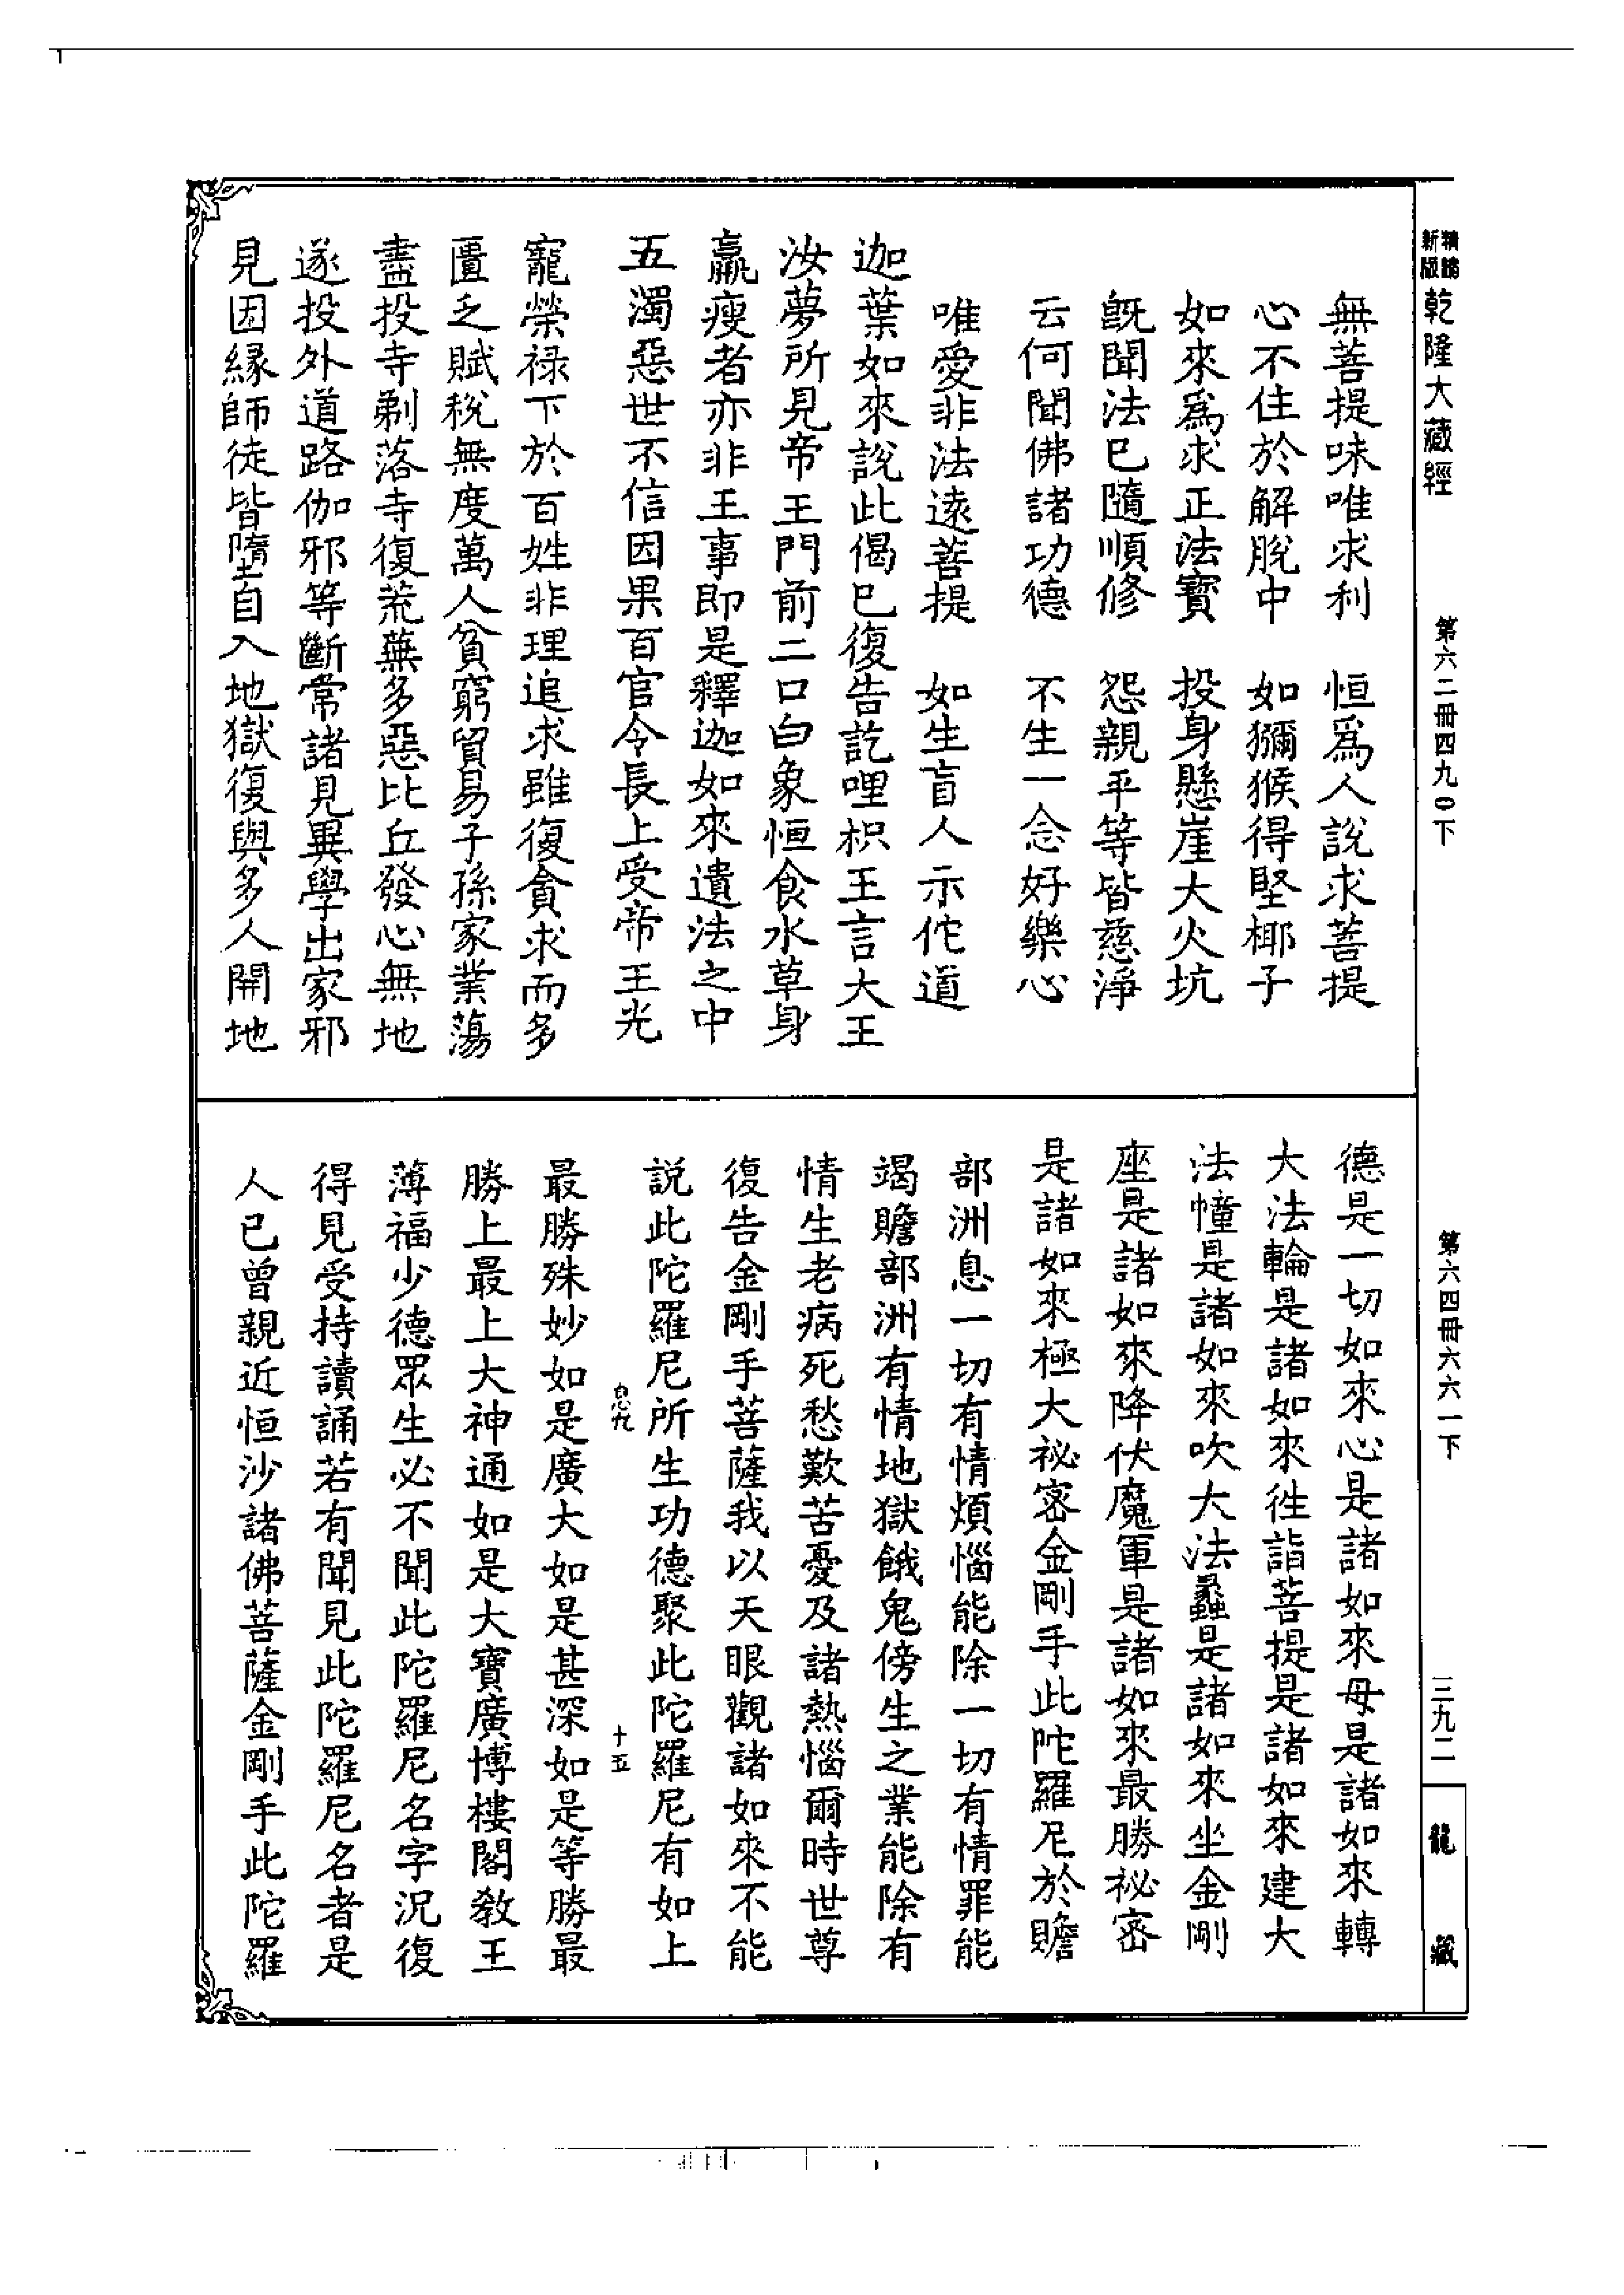 新版 精縮 乾隆大藏經
第六二冊四九〇下
第六四冊六六一下
三九二
龍藏
無菩提味唯求利 恒爲人說求菩提
心不住於解脫中 如獼猴得堅椰子
如來爲求正法寶 投身懸崖大火坑
旣聞法已隨順修 怨親平等皆慈淨
云何聞佛諸功德 不生一念好樂心
唯愛非法遠菩提 如生盲人示佗道
迦葉如來說此偈已復告訖哩枳王言大王
汝夢所見帝王門前二口白象恒食水草身
羸瘦者亦非王事即是釋迦如來遺法之中
五濁惡世不信因果百官令長上受帝王光
寵榮祿下於百姓非理追求雖復貪求而多
匱乏賦稅無度萬人貧窮貿易子孫家業蕩
盡投寺剃落寺復荒蕪多惡比丘發心無地
遂投外道路伽邪等斷常諸見異學出家邪
見因緣師徒皆墮自入地獄復與多人開地
德是一切如來心是諸如來母是諸如來轉
大法輪是諸如來徃詣菩提是諸如來建大
法幢是諸如來吹大法蠡是諸如來坐金剛
座是諸如來降伏魔軍是諸如來最勝祕密
是諸如來極大祕密金剛手此陀羅尼於贍
部洲息一切有情煩惱能除一切有情罪能
竭贍部洲有情地獄餓鬼傍生之業能除有
情生老病死愁歎苦憂及諸熱惱爾時世尊
復告金剛手菩薩我以天眼觀諸如來不能
説此陀羅尼所生功德聚此陀羅尼有如上
十五
最勝殊妙如是廣大如是甚深如是等勝最
勝上最上大神通如是大寶廣博樓閣教王
薄福少德眾生必不聞此陀羅尼名字況復
得見受持讀誦若有聞見此陀羅尼名者是
人已曾親近恒沙諸佛菩薩金剛手此陀羅